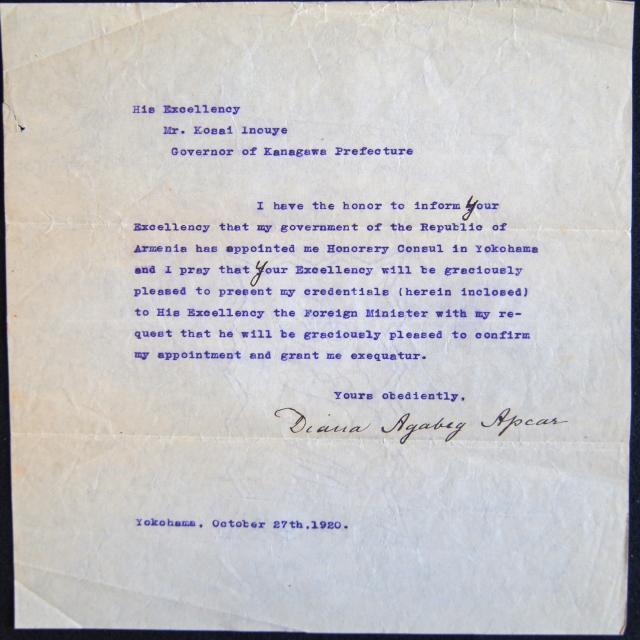 His Excellency
Mr. Kosai Inouye
Governor of Kanagawa Prefecture
I have the honor to inform Your
Excellency that my government of the Republic of
Armenia has appointed me Honorery Consul in Yokohama
and I pray that Your Excellency will be graciously
pleased to present my credentials (herein inclosed)
to His Excellency the Foreign Minister with my re-
quest that he will be graciously pleased to confirm
my appointment and grant me exequatur.
Yours obediently,
Diana Agabeg Apcar
Yokohama, October 27th,1920.